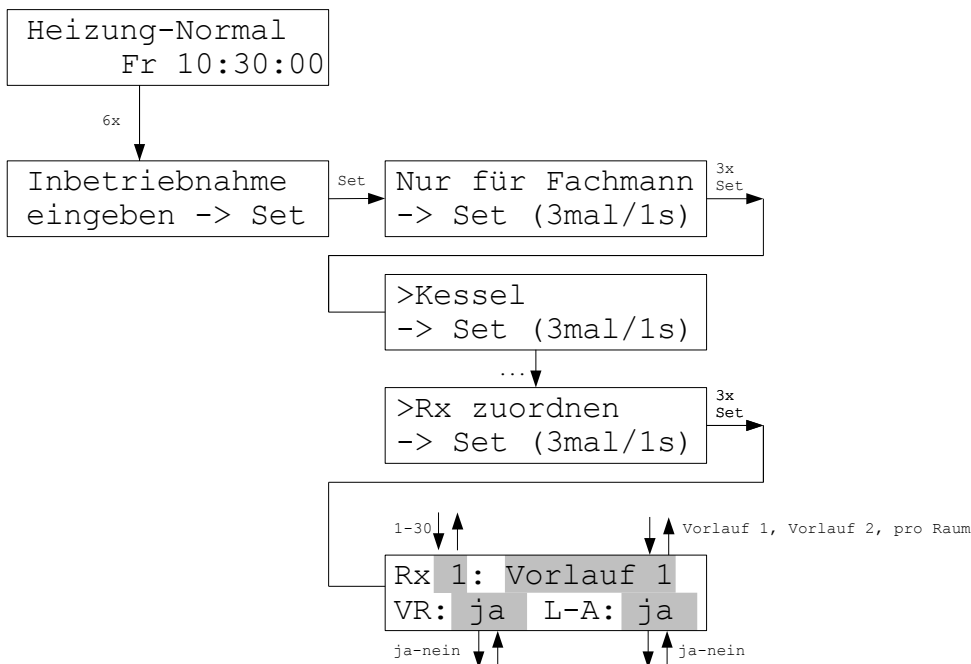 Heizung-Normal
Fr 10:30:00
6x
Inbetriebnahme
eingeben -> Set
Set
Nur für Fachmann
-> Set (3mal/1s)
3x
Set
>Kessel
-> Set (3mal/1s)
...
>Rx zuordnen
-> Set (3mal/1s)
3x
Set
1-30
Vorlauf 1, Vorlauf 2, pro Raum
Rx 1: Vorlauf 1
VR: ja L-A: ja
ja-nein
ja-nein